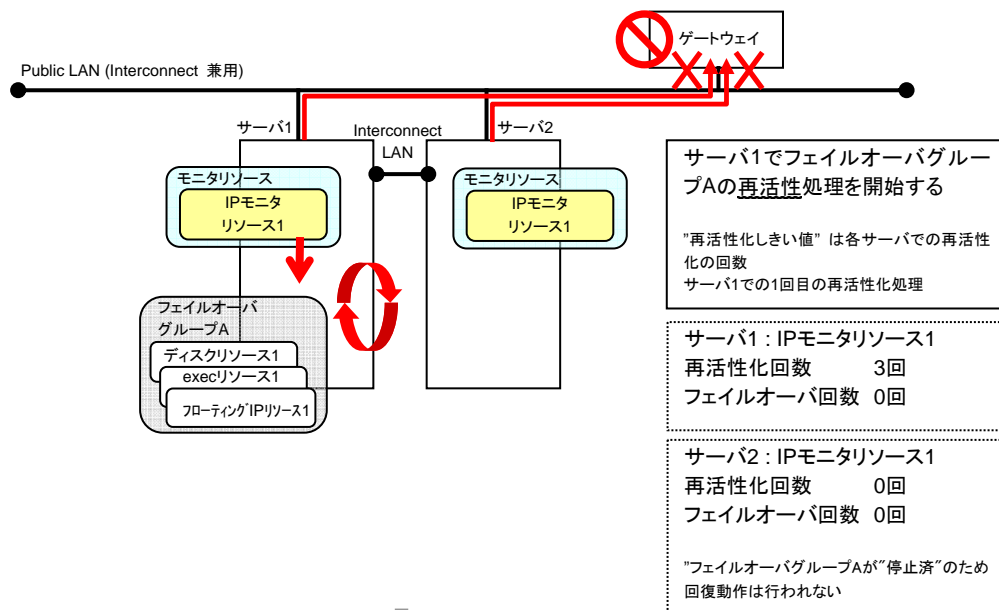 ゲートウェイ
Public LAN (Interconnect 兼用)
サーバ1
Interconnect
LAN
サーバ2
モニタリソース
IPモニタ
リソース1
モニタリソース
IPモニタ
リソース1
フェイルオーバ
グループA
ディスクリソース1
execリソース1
フローティングIPリソース1
サーバ1でフェイルオーバグルー
プAの再活性処理を開始する
”再活性化しきい値” は各サーバでの再活性
化の回数
サーバ1での1回目の再活性化処理
サーバ1 : IPモニタリソース1
再活性化回数 3回
フェイルオーバ回数 0回
サーバ2 : IPモニタリソース1
再活性化回数 0回
フェイルオーバ回数 0回
”フェイルオーバグループAが”停止済”のため
回復動作は行われない